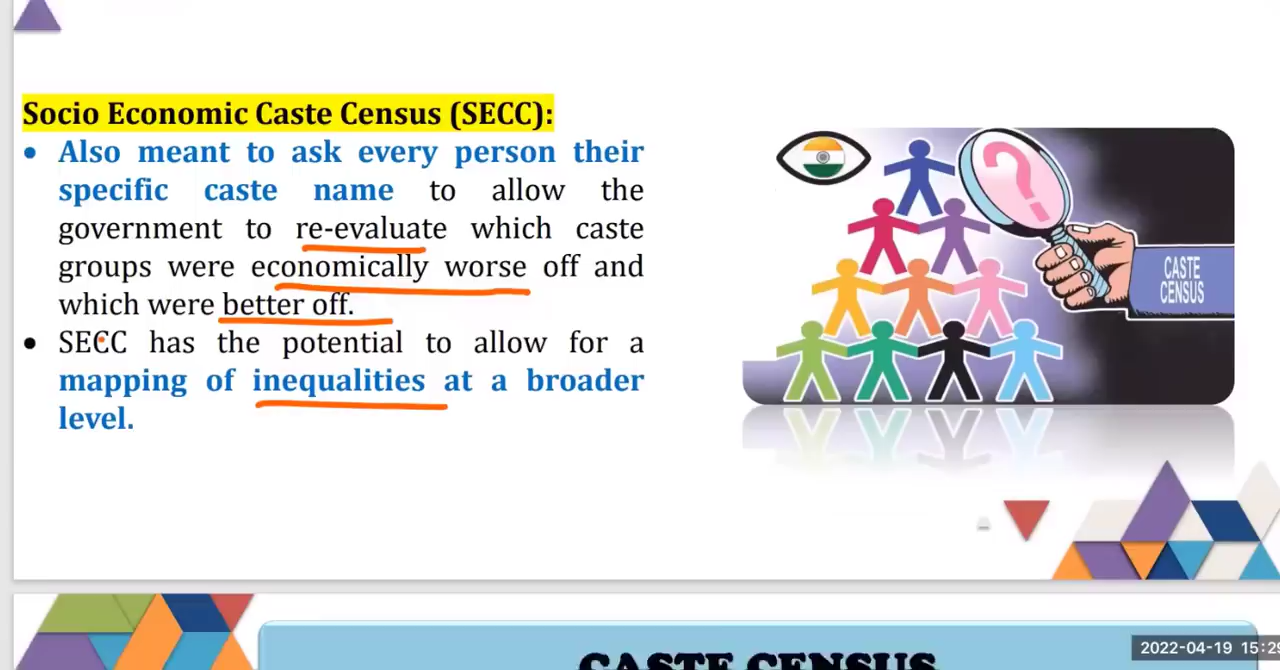 Socio Economic Caste Census (SECC):
• Also meant to ask every person their
specific caste name to allow the
government to re-evaluate which caste
groups were economically worse off and
which were better off.
• SECC has the potential to allow for a
mapping of inequalities at a broader
level.
?
CASTE
CENSUS
CASTE CENSUS
2022-04-19 15:29